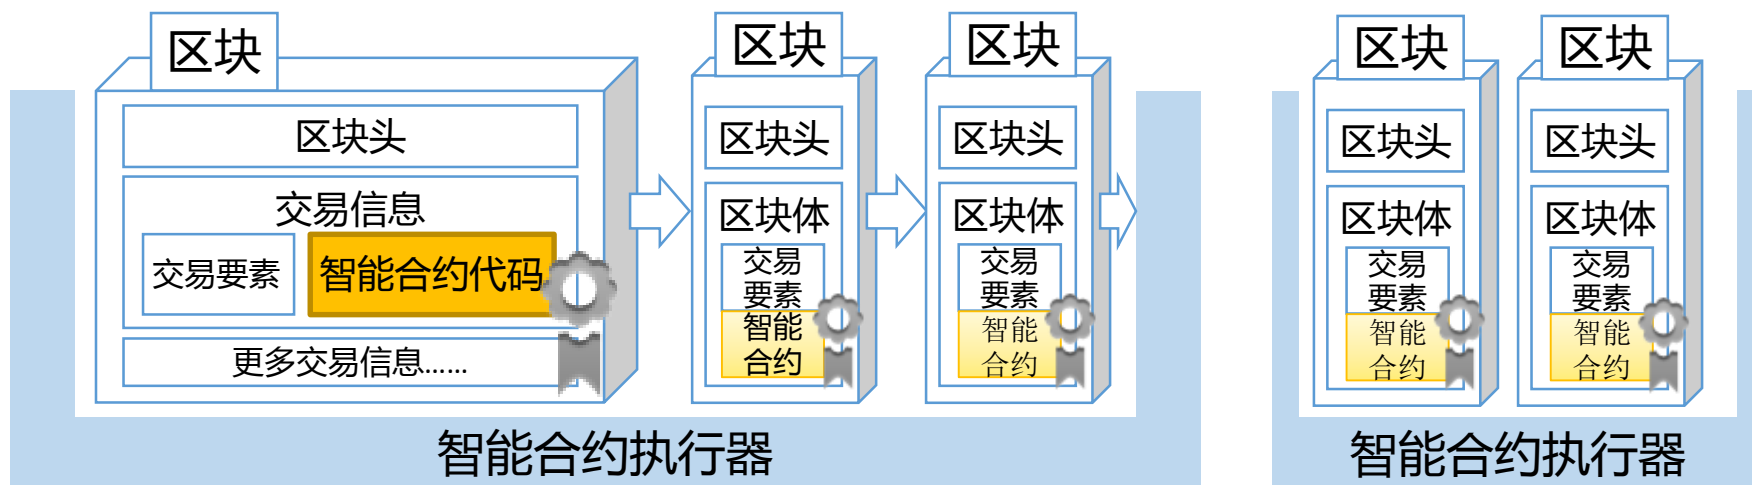 区块
区块头
交易信息
交易要素
智能合约代码
更多交易信息......
区块
区块头
区块体
交易
要素
智能
合约
区块
区块头
区块体
交易
要素
智能
合约
智能合约执行器
区块
区块头
区块体
交易
要素
智能
合约
区块
区块头
区块体
交易
要素
智能
合约
智能合约执行器